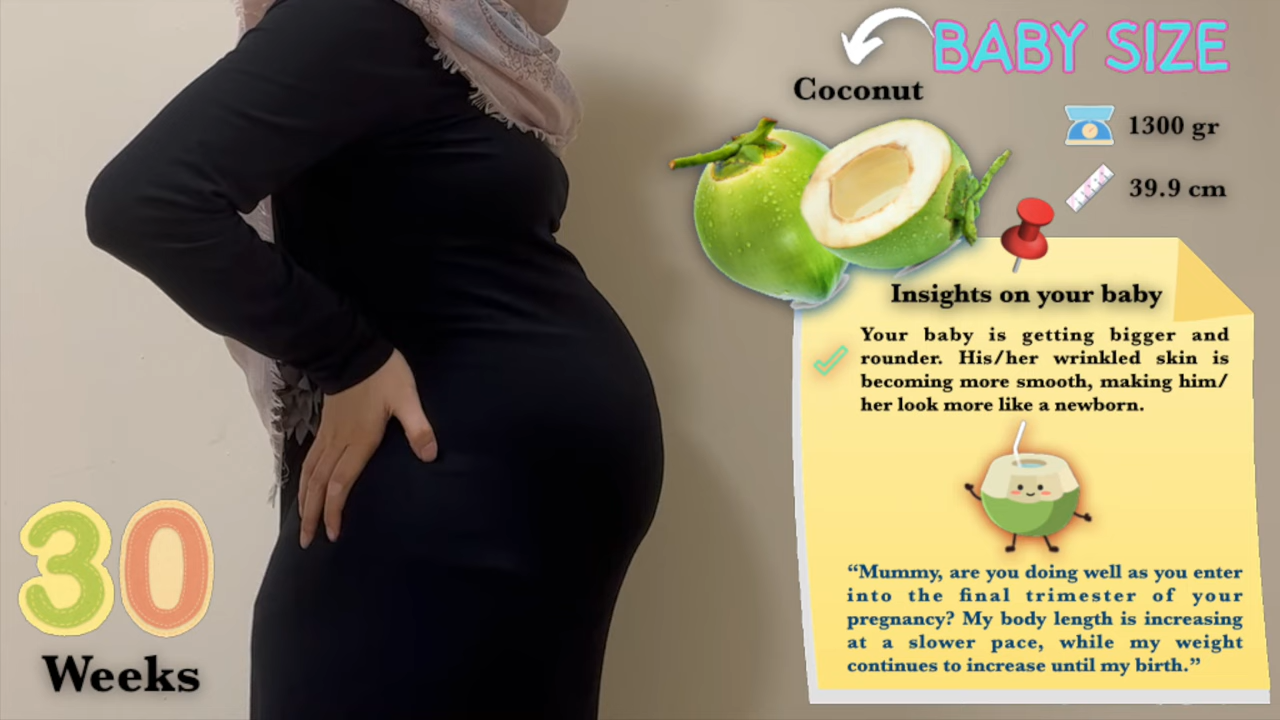 BABY SIZE
Coconut
1300 gr
39.9 cm
Insights on your baby
Your baby is getting bigger and
rounder. His/her wrinkled skin is
becoming more smooth, making him/
her look more like a newborn.
“Mummy, are you doing well as you enter
into the final trimester of your
pregnancy? My body length is increasing
at a slower pace, while my weight
continues to increase until my birth.”
30
Weeks